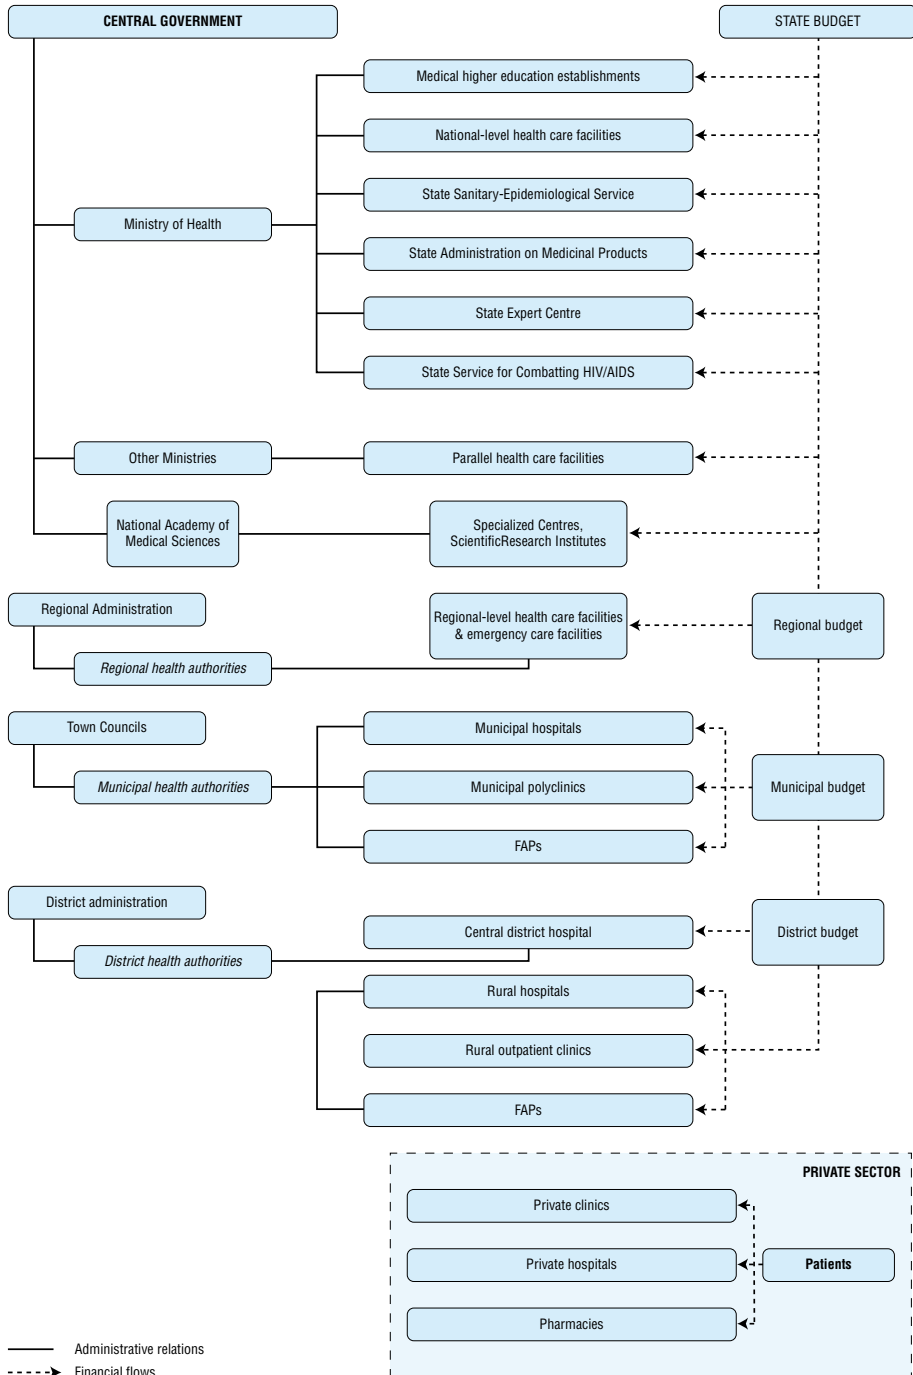 CENTRAL GOVERNMENT
STATE BUDGET
Medical higher education establishments
National-level health care facilities
State Sanitary-Epidemiological Service
Ministry of Health
State Administration on Medicinal Products
State Expert Centre
State Service for Combatting HIV/AIDS
Other Ministries
Parallel health care facilities
National Academy of
Medical Sciences
Specialized Centres,
ScientificResearch Institutes
Regional Administration
Regional-level health care facilities
& emergency care facilities
Regional budget
Regional health authorities
Town Councils
Municipal hospitals
Municipal health authorities
Municipal polyclinics
Municipal budget
FAPs
District administration
Central district hospital
District budget
District health authorities
Rural hospitals
Rural outpatient clinics
FAPs
PRIVATE SECTOR
Private clinics
Private hospitals
Patients
Pharmacies
Administrative relations
Financial flows